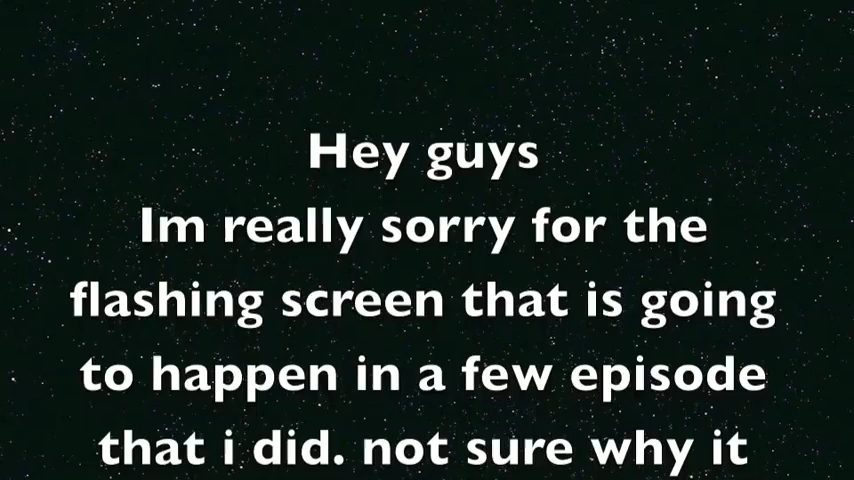 Hey guys
Im really sorry for the
flashing screen that is going
to happen in a few episode
that i did. not sure why it